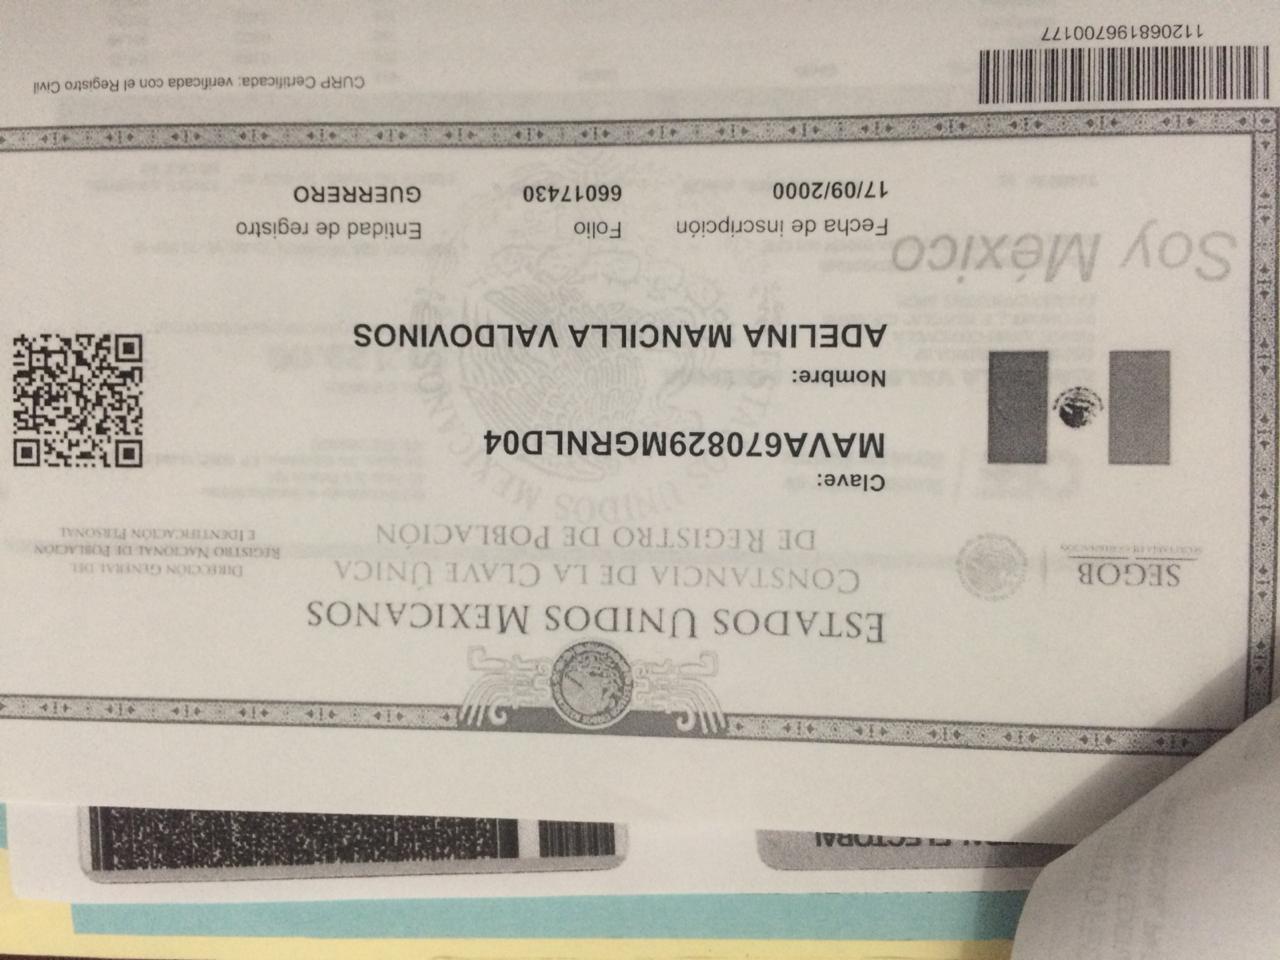 ELECTORAL
ESTADOS UNIDOS MEXICANOS
CONSTANCIA DE LA CLAVE ÚNICA
DE REGISTRO DE POBLACIÓN
SEGOB
SECRETARÍA DE GOBERNACIÓN
DIRECCIÓN GENERAL DEL
REGISTRO NACIONAL DE POBLACIÓN
E IDENTIFICACIÓN PERSONAL
Clave:
MAVA670829MGRNLD04
Nombre:
ADELINA MANCILLA VALDOVINOS
Soy México
Fecha de inscripción
17/09/2000
Folio
66017430
Entidad de registro
GUERRERO
CURP Certificada: verificada con el Registro Civil
112068196700177